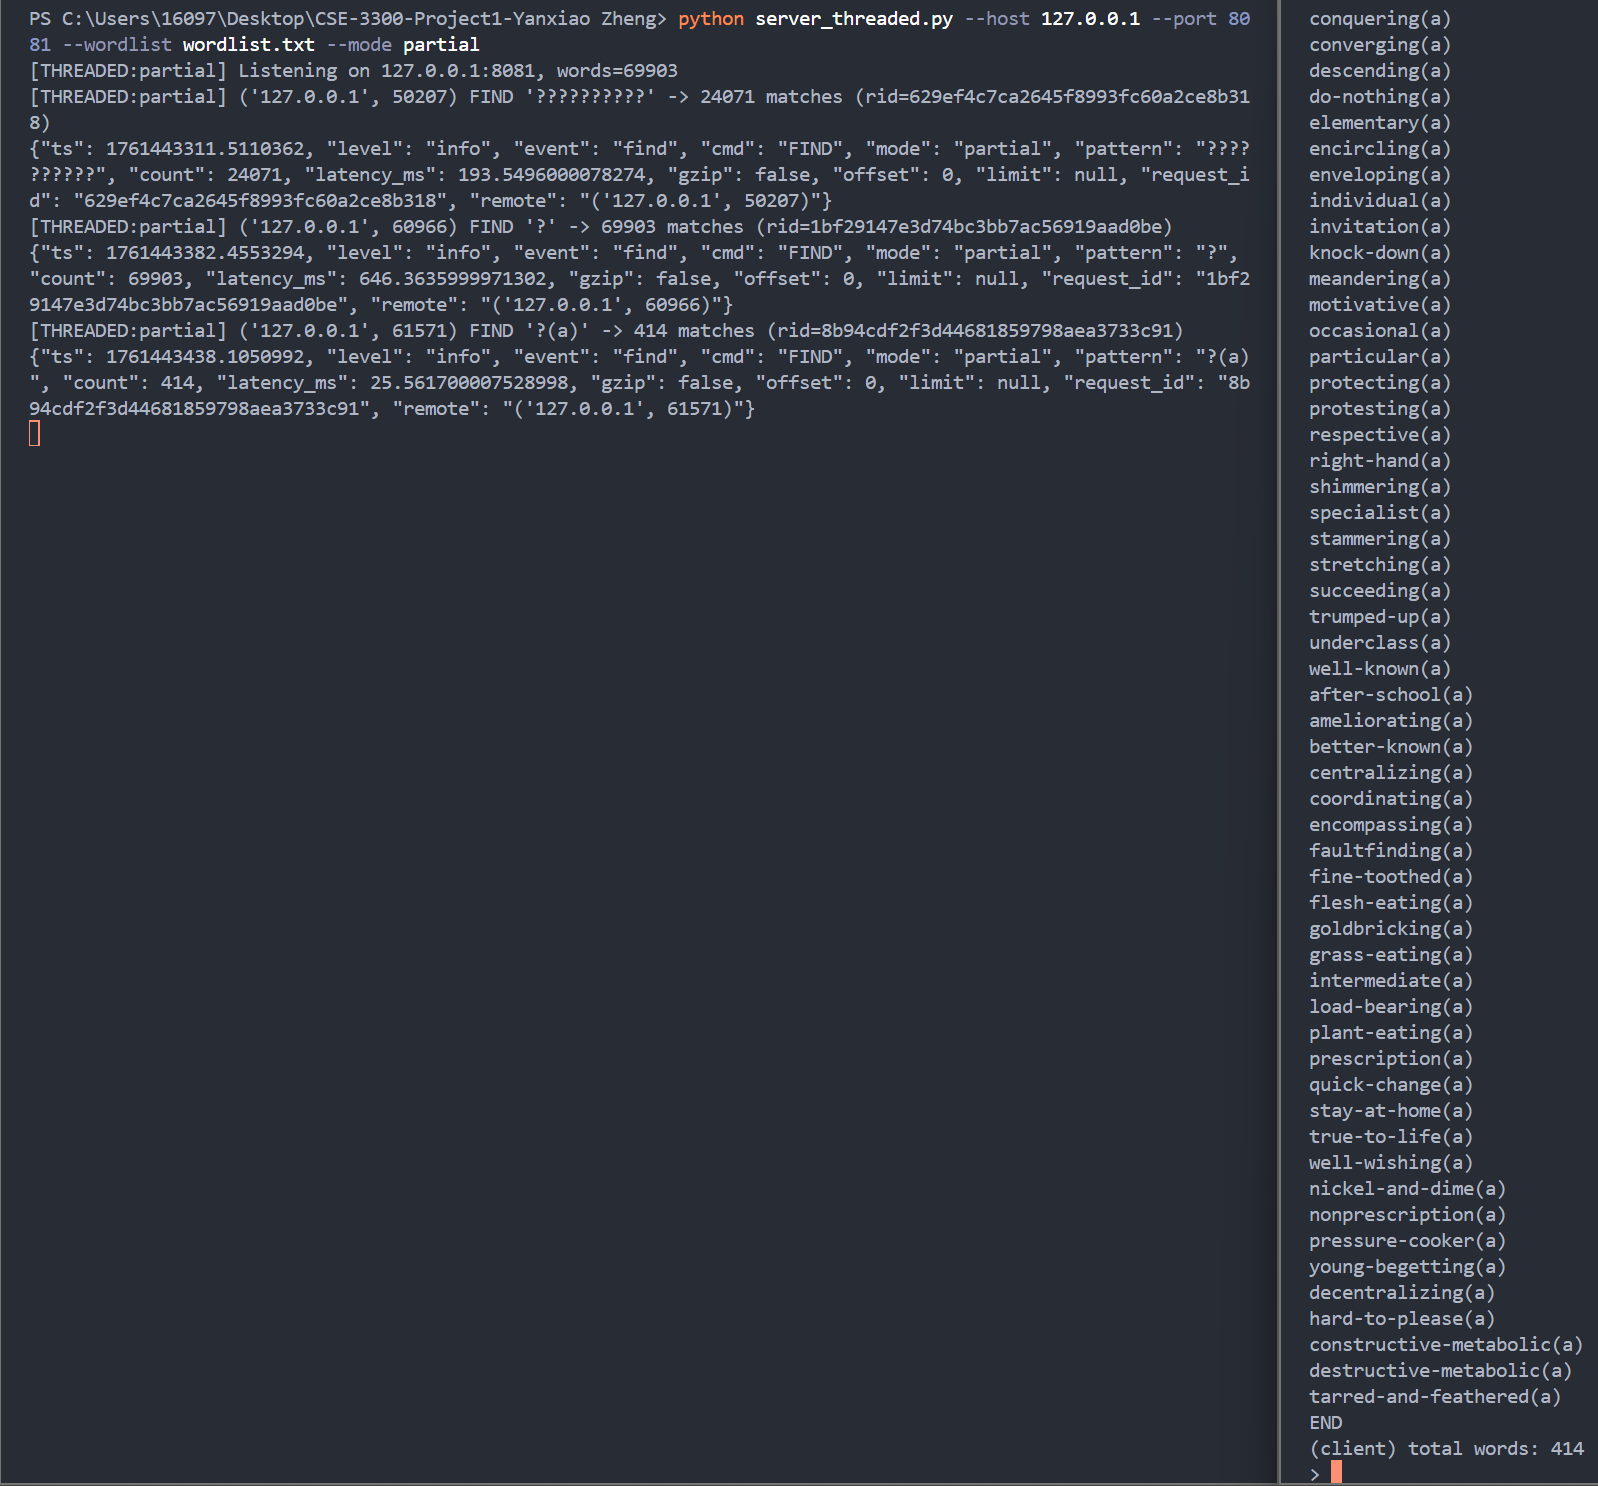 PS C:\Users\16097\Desktop\CSE-3300-Project1-Yanxiao Zheng> python server_threaded.py --host 127.0.0.1 --port 80
81 --wordlist wordlist.txt --mode partial
[THREADED:partial] Listening on 127.0.0.1:8081, words=69903
[THREADED:partial] ('127.0.0.1', 50207) FIND '??????????' -> 24071 matches (rid=629ef4c7ca2645f8993fc60a2ce8b31
8)
{"ts": 1761443311.5110362, "level": "info", "event": "find", "cmd": "FIND", "mode": "partial", "pattern": "????
??????", "count": 24071, "latency_ms": 193.5496000078274, "gzip": false, "offset": 0, "limit": null, "request_i
d": "629ef4c7ca2645f8993fc60a2ce8b318", "remote": "('127.0.0.1', 50207)"}
[THREADED:partial] ('127.0.0.1', 60966) FIND '?' -> 69903 matches (rid=1bf29147e3d74bc3bb7ac56919aad0be)
{"ts": 1761443382.4553294, "level": "info", "event": "find", "cmd": "FIND", "mode": "partial", "pattern": "?",
"count": 69903, "latency_ms": 646.3635999971302, "gzip": false, "offset": 0, "limit": null, "request_id": "1bf2
9147e3d74bc3bb7ac56919aad0be", "remote": "('127.0.0.1', 60966)"}
[THREADED:partial] ('127.0.0.1', 61571) FIND '?(a)' -> 414 matches (rid=8b94cdf2f3d44681859798aea3733c91)
{"ts": 1761443438.1050992, "level": "info", "event": "find", "cmd": "FIND", "mode": "partial", "pattern": "?(a)
", "count": 414, "latency_ms": 25.561700007528998, "gzip": false, "offset": 0, "limit": null, "request_id": "8b
94cdf2f3d44681859798aea3733c91", "remote": "('127.0.0.1', 61571)"}
conquering(a)
converging(a)
descending(a)
do-nothing(a)
elementary(a)
encircling(a)
enveloping(a)
individual(a)
invitation(a)
knock-down(a)
meandering(a)
motivative(a)
occasional(a)
particular(a)
protecting(a)
protesting(a)
respective(a)
right-hand(a)
shimmering(a)
specialist(a)
stammering(a)
stretching(a)
succeeding(a)
trumped-up(a)
underclass(a)
well-known(a)
after-school(a)
ameliorating(a)
better-known(a)
centralizing(a)
coordinating(a)
encompassing(a)
faultfinding(a)
fine-toothed(a)
flesh-eating(a)
goldbricking(a)
grass-eating(a)
intermediate(a)
load-bearing(a)
plant-eating(a)
prescription(a)
quick-change(a)
stay-at-home(a)
true-to-life(a)
well-wishing(a)
nickel-and-dime(a)
nonprescription(a)
pressure-cooker(a)
young-begetting(a)
decentralizing(a)
hard-to-please(a)
constructive-metabolic(a)
destructive-metabolic(a)
tarred-and-feathered(a)
END
(client) total words: 414
>